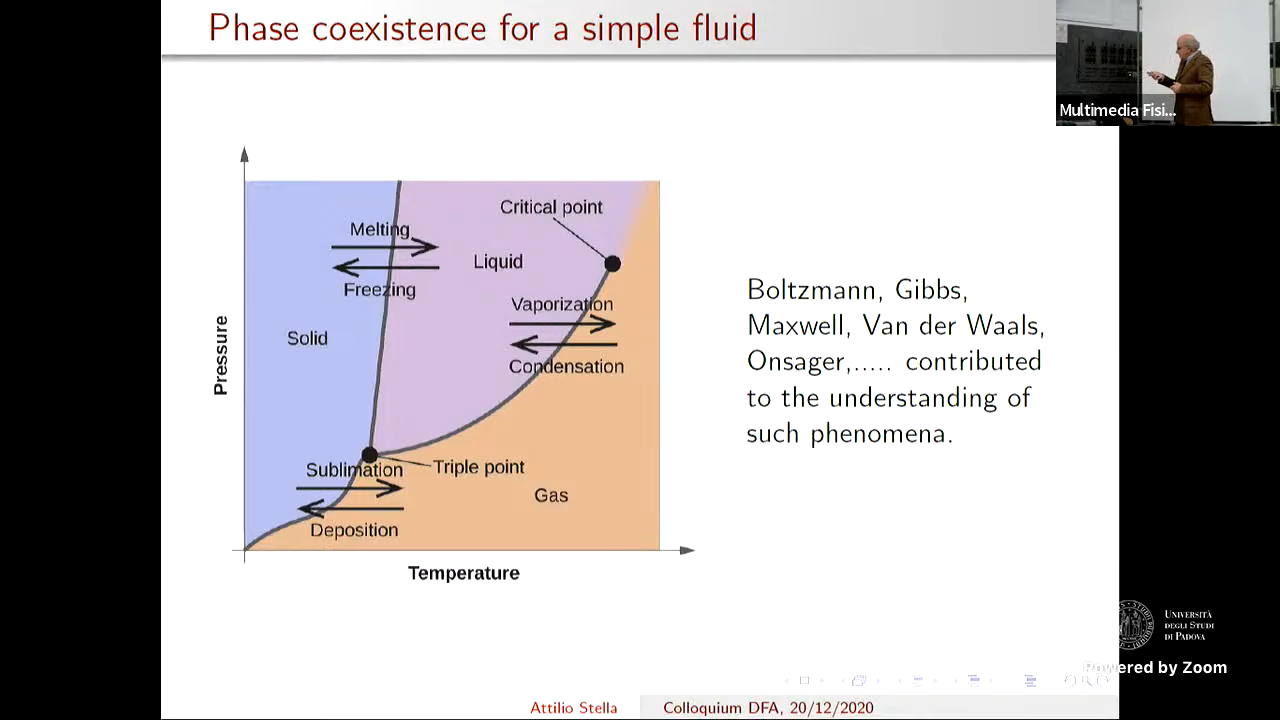 Phase coexistence for a simple fluid
Multimedia Fisi...
Critical point
Melting
Liquid
Freezing
Vaporization
Solid
Condensation
Pressure
Sublimation
Triple point
Gas
Deposition
Temperature
Boltzmann, Gibbs,
Maxwell, Van der Waals,
Onsager,..... contributed
to the understanding of
such phenomena.
UNIVERSITÀ
DEGLI STUDI
DI PADOVA
Powered by Zoom
Attilio Stella
Colloquium DFA, 20/12/2020